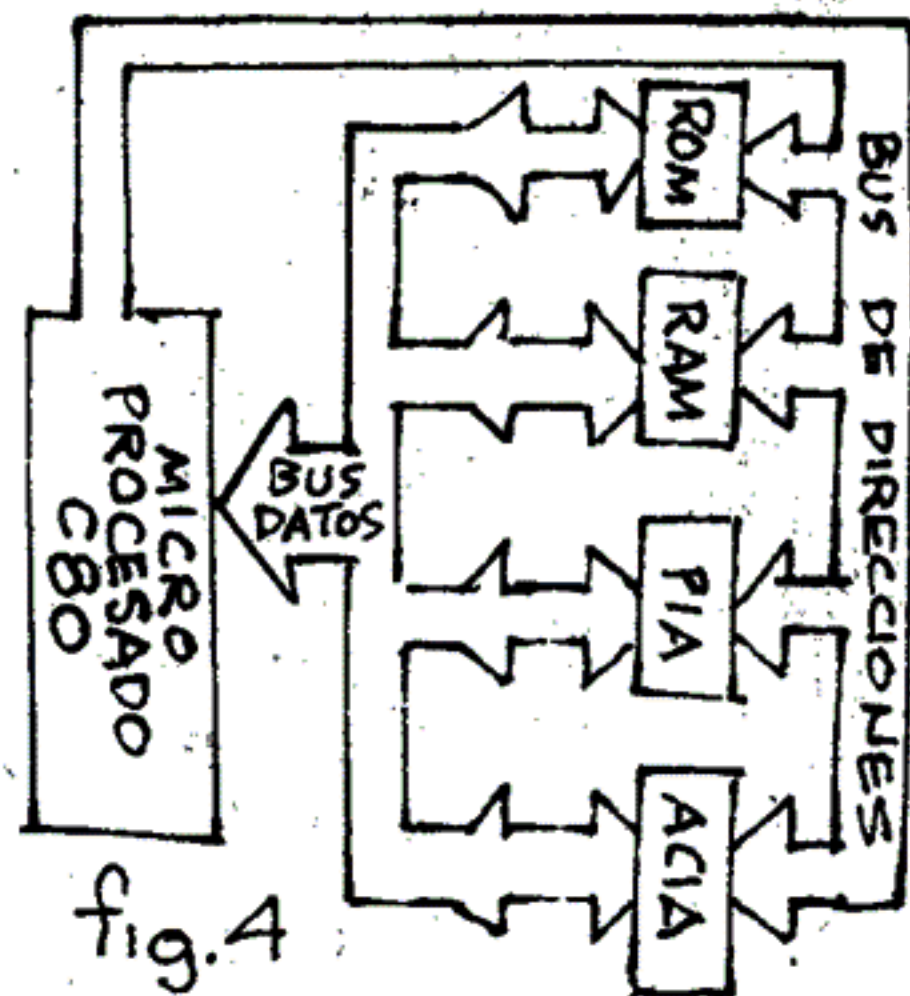 ROM
RAM
PIA
ACIA
BUS DE DIRECCIONES
BUS
DATOS
MICRO
PROCESADO
C80
fig.4